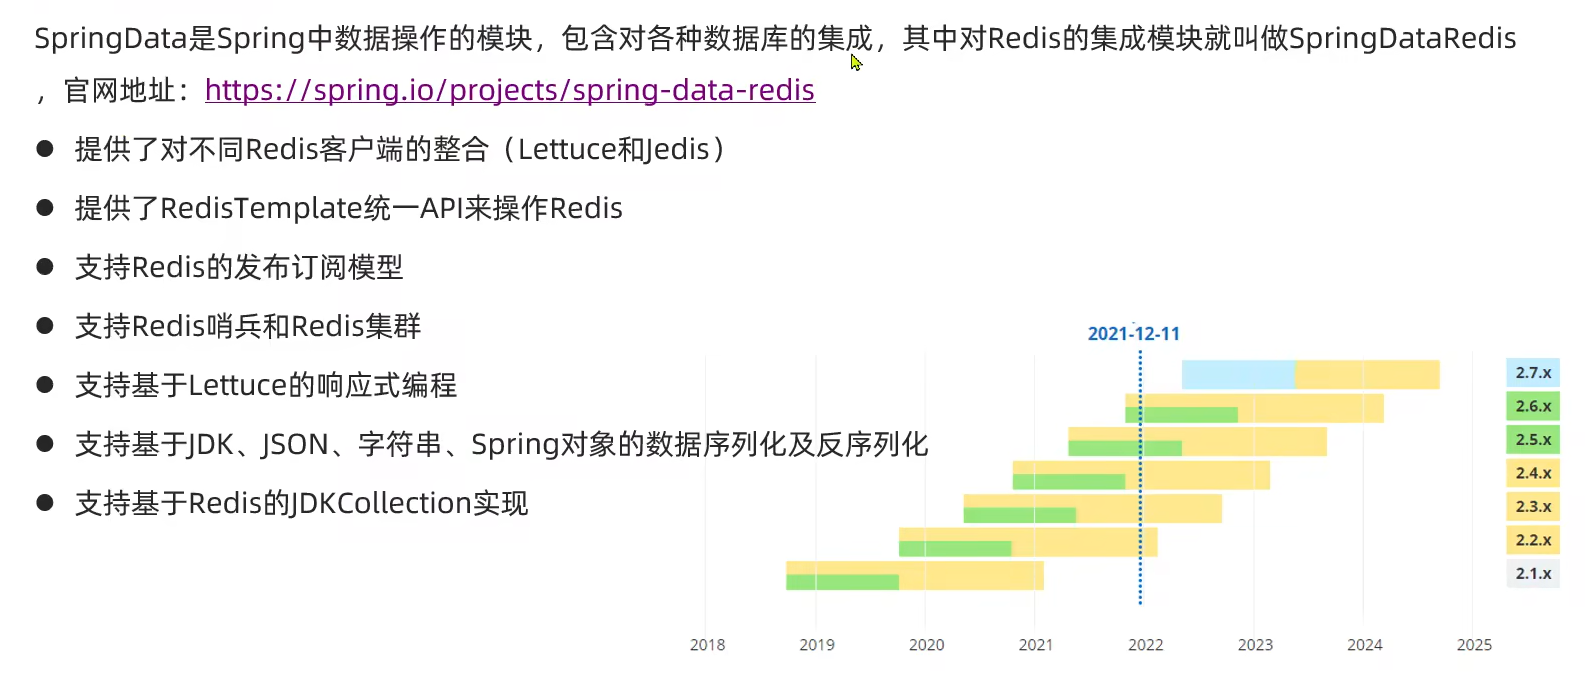 SpringData是Spring中数据操作的模块，包含对各种数据库的集成，其中对Redis的集成模块就叫做SpringDataRedis
，官网地址：https://spring.io/projects/spring-data-redis
● 提供了对不同Redis客户端的整合（Lettuce和Jedis）
● 提供了RedisTemplate统一API来操作Redis
● 支持Redis的发布订阅模型
● 支持Redis哨兵和Redis集群
● 支持基于Lettuce的响应式编程
● 支持基于JDK、JSON、字符串、Spring对象的数据序列化及反序列化
● 支持基于Redis的JDKCollection实现
2021-12-11
2.7.x
2.6.x
2.5.x
2.4.x
2.3.x
2.2.x
2.1.x
2018 2019 2020 2021 2022 2023 2024 2025